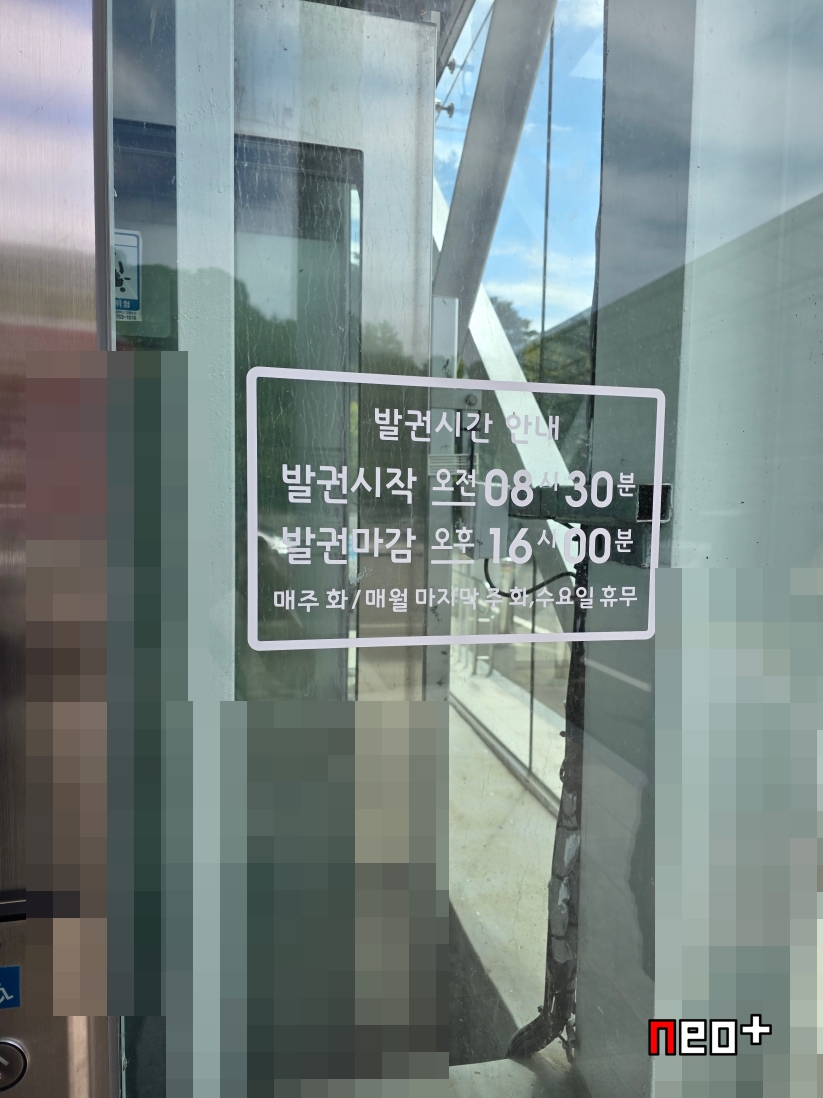 위험
발권시간 안내
발권시작 오전 08시 30분
발권마감 오후 16시 00분
매주 화/매월 마지막 주 화,수요일 휴무
neo+